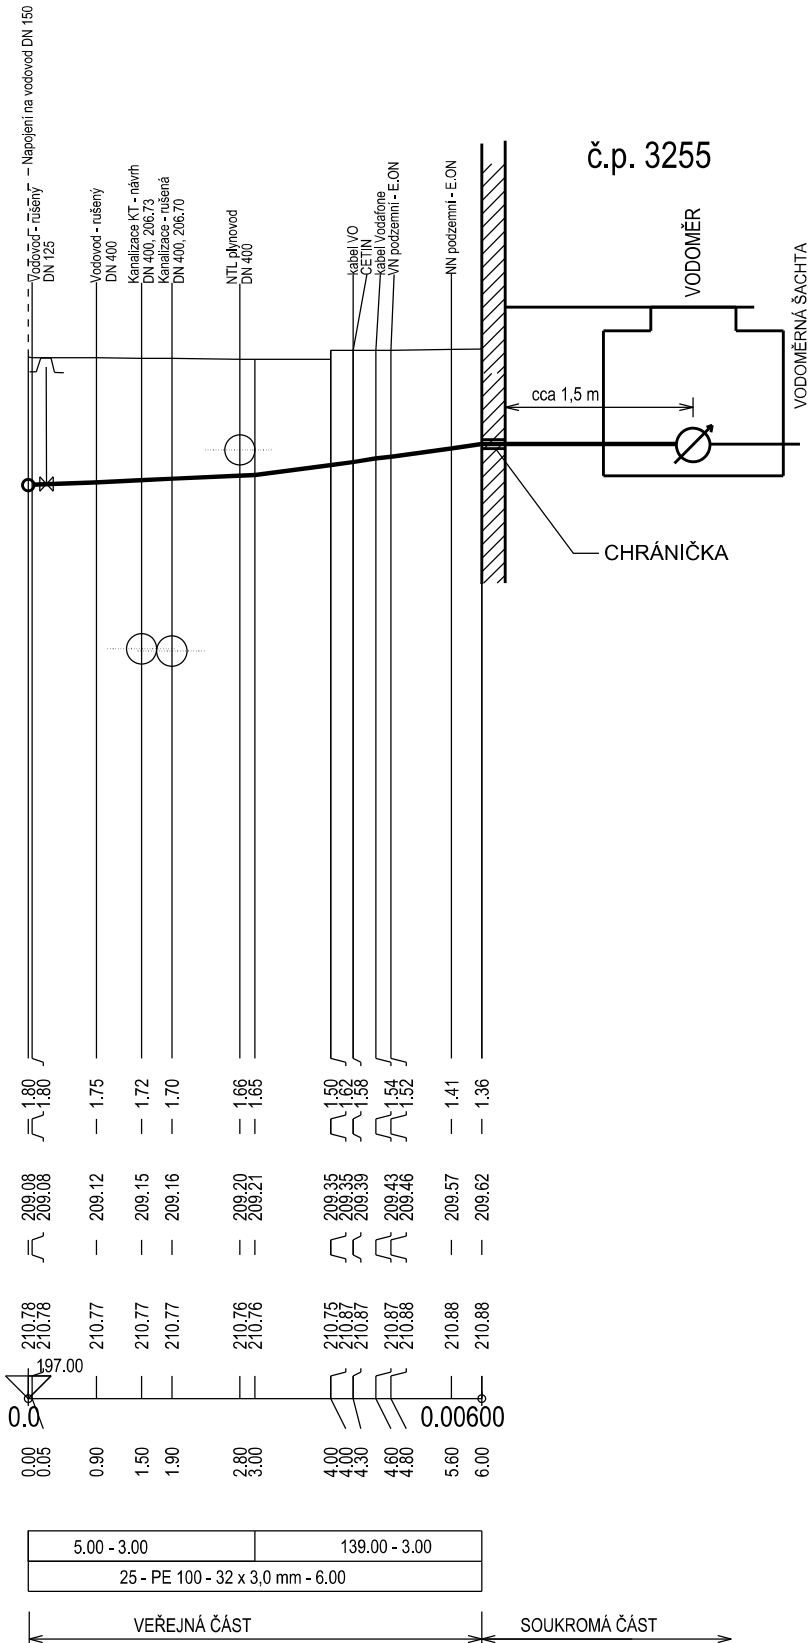 Napojení na vodovod DN 150
Vodovod - rušený
DN 125
Vodovod - rušený
DN 400
Kanalizace KT - návrh
DN 400, 206.73
Kanalizace - rušená
DN 400, 206.70
NTL plynovod
DN 400
kabel VO
CETIN
kabel Vodafone
VN podzemní - E.ON
NN podzemní - E.ON
č.p. 3255
VODOMĚR
VODOMĚRNÁ ŠACHTA
cca 1,5 m
CHRÁNIČKA
1.80 1.80 1.75 1.72 1.70 1.66 1.65 1.50 1.62 1.58 1.54 1.52 1.41 1.36
209.08 209.08 209.12 209.15 209.16 209.20 209.21 209.35 209.35 209.39 209.43 209.46 209.57 209.62
210.78 210.78 210.77 210.77 210.77 210.76 210.76 210.75 210.87 210.87 210.87 210.88 210.88 210.88
197.00
0.0 0.00600
0.00 0.05 0.90 1.50 1.90 2.80 3.00 4.00 4.00 4.30 4.60 4.80 5.60 6.00
5.00 - 3.00 139.00 - 3.00
25 - PE 100 - 32 x 3,0 mm - 6.00
VEŘEJNÁ ČÁST SOUKROMÁ ČÁST